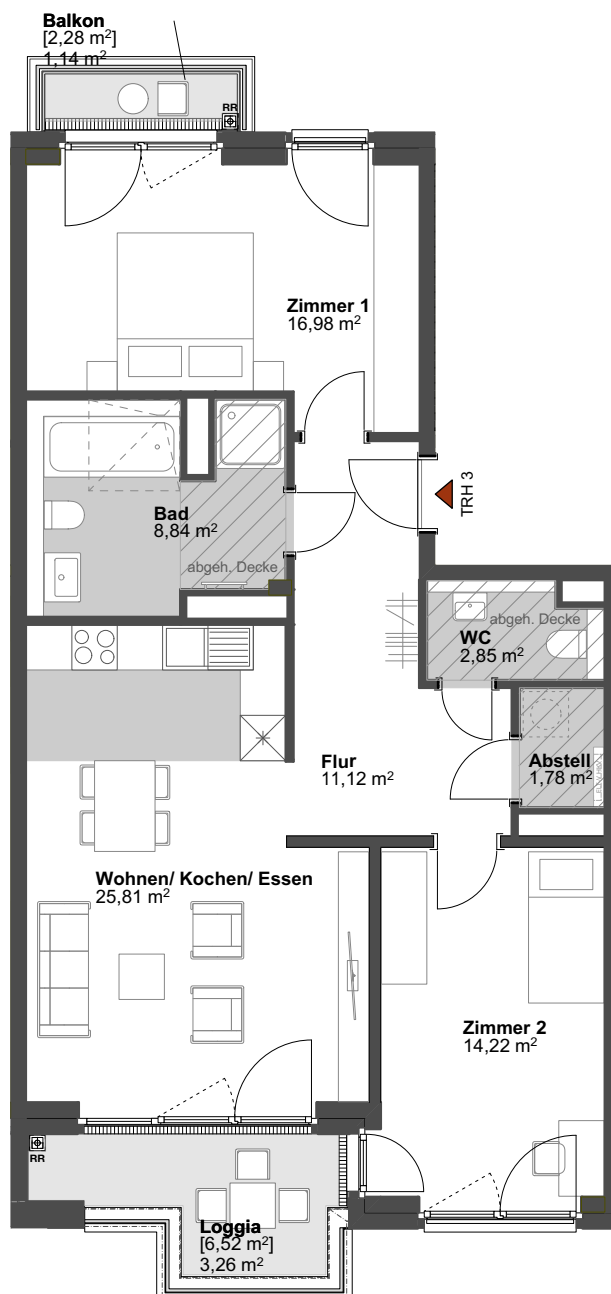 Balkon
[2,28 m²]
1,14 m²
RR
Zimmer 1
16,98 m²
TRH 3
Bad
8,84 m²
abgeh. Decke
abgeh. Decke
WC
2,85 m²
Flur
11,12 m²
Abstell
1,78 m²
Wohnen/ Kochen/ Essen
25,81 m²
Zimmer 2
14,22 m²
RR
Loggia
[6,52 m²]
3,26 m²